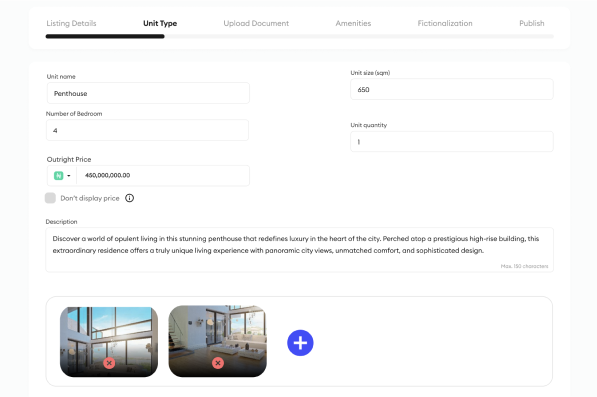 Listing Details Unit Type Upload Document Amenities Fictionalization Publish
Unit name
Penthouse
Unit size (sqm)
650
Number of Bedroom
4
Unit quantity
1
Outright Price
450,000,000.00
Don't display price
Description
Discover a world of opulent living in this stunning penthouse that redefines luxury in the heart of the city. Perched atop a prestigious high-rise building, this
extraordinary residence offers a truly unique living experience with panoramic city views, unmatched comfort, and sophisticated design.
Max. 150 characters